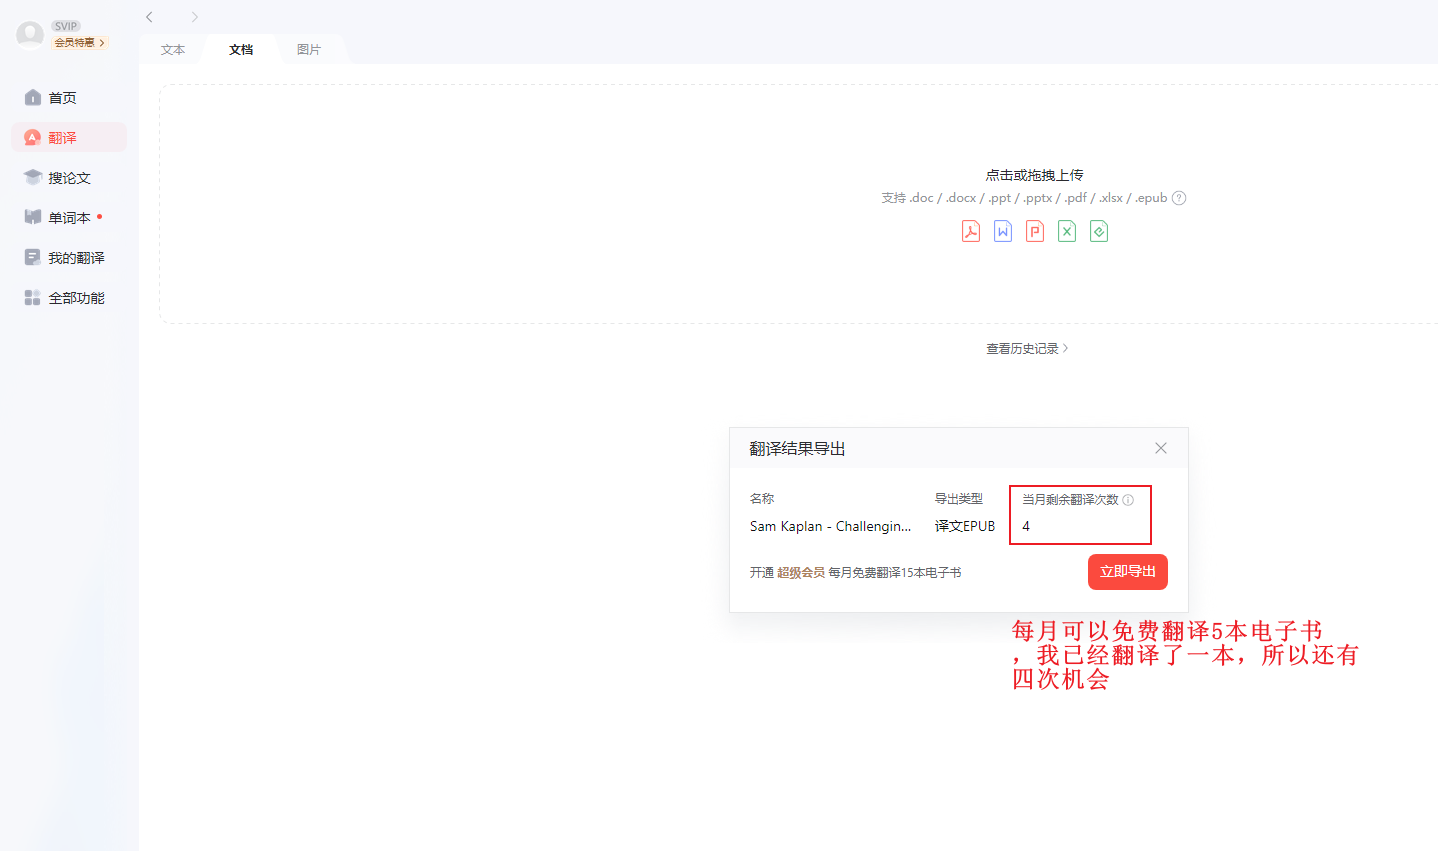 SVIP
会员特惠
文本
文档
图片
首页
翻译
搜论文
单词本
我的翻译
全部功能
点击或拖拽上传
支持 .doc / .docx / .ppt / .pptx / .pdf / .xlsx / .epub
查看历史记录
翻译结果导出
名称 导出类型 当月剩余翻译次数
Sam Kaplan - Challengin... 译文EPUB 4
开通 超级会员 每月免费翻译15本电子书 立即导出
每月可以免费翻译5本电子书
，我已经翻译了一本，所以还有
四次机会